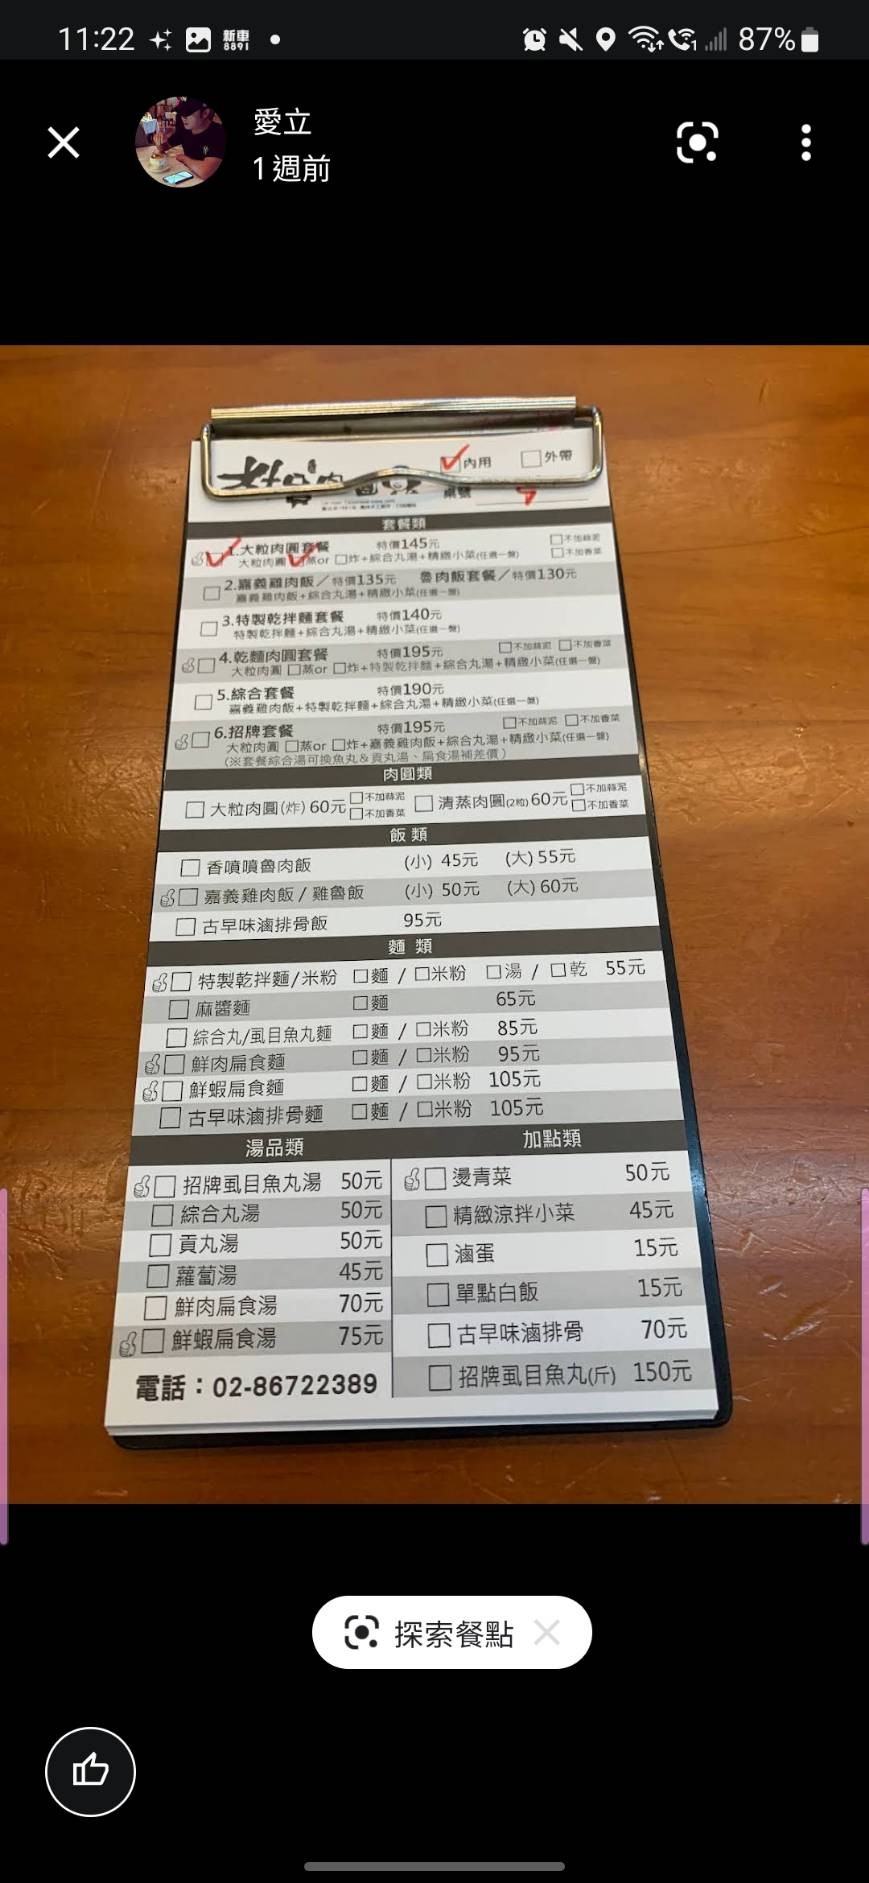 11:22 新車 8891 87%
愛立
1 週前
內用 □外帶
肉圓
桌號
套餐類
1.大粒肉圓套餐 特價145元 □不加蒜泥
大粒肉圓 □蒸or □炸+綜合丸湯+精緻小菜(任選一盤) □不加香菜
□2.嘉義雞肉飯/特價135元 魯肉飯套餐/特價130元
嘉義雞肉飯+綜合丸湯+精緻小菜(任選一盤)
□3.特製乾拌麵套餐 特價140元
特製乾拌麵+綜合丸湯+精緻小菜(任選一盤)
□4.乾麵肉圓套餐 特價195元 □不加蒜泥 □不加香菜
大粒肉圓 □蒸or □炸+特製乾拌麵+綜合丸湯+精緻小菜(任選一盤)
□5.綜合套餐 特價190元
嘉義雞肉飯+特製乾拌麵+綜合丸湯+精緻小菜(任選一盤)
□6.招牌套餐 特價195元 □不加蒜泥 □不加香菜
大粒肉圓 □蒸or □炸+嘉義雞肉飯+綜合丸湯+精緻小菜(任選一盤)
(※套餐綜合湯可換魚丸&貢丸湯、扁食湯補差價)
肉圓類
□大粒肉圓(炸) 60元 □不加蒜泥 □不加香菜 □清蒸肉圓(2粒) 60元 □不加蒜泥 □不加香菜
飯 類
□香噴噴魯肉飯 (小) 45元 (大) 55元
□嘉義雞肉飯 / 雞魯飯 (小) 50元 (大) 60元
□古早味滷排骨飯 95元
麵 類
□特製乾拌麵/米粉 □麵 / □米粉 □湯 / □乾 55元
□麻醬麵 □麵 65元
□綜合丸/虱目魚丸麵 □麵 / □米粉 85元
□鮮肉扁食麵 □麵 / □米粉 95元
□鮮蝦扁食麵 □麵 / □米粉 105元
□古早味滷排骨麵 □麵 / □米粉 105元
湯品類
□招牌虱目魚丸湯 50元
□綜合丸湯 50元
□貢丸湯 50元
□蘿蔔湯 45元
□鮮肉扁食湯 70元
□鮮蝦扁食湯 75元
電話：02-86722389
加點類
□燙青菜 50元
□精緻涼拌小菜 45元
□滷蛋 15元
□單點白飯 15元
□古早味滷排骨 70元
□招牌虱目魚丸(斤) 150元
探索餐點